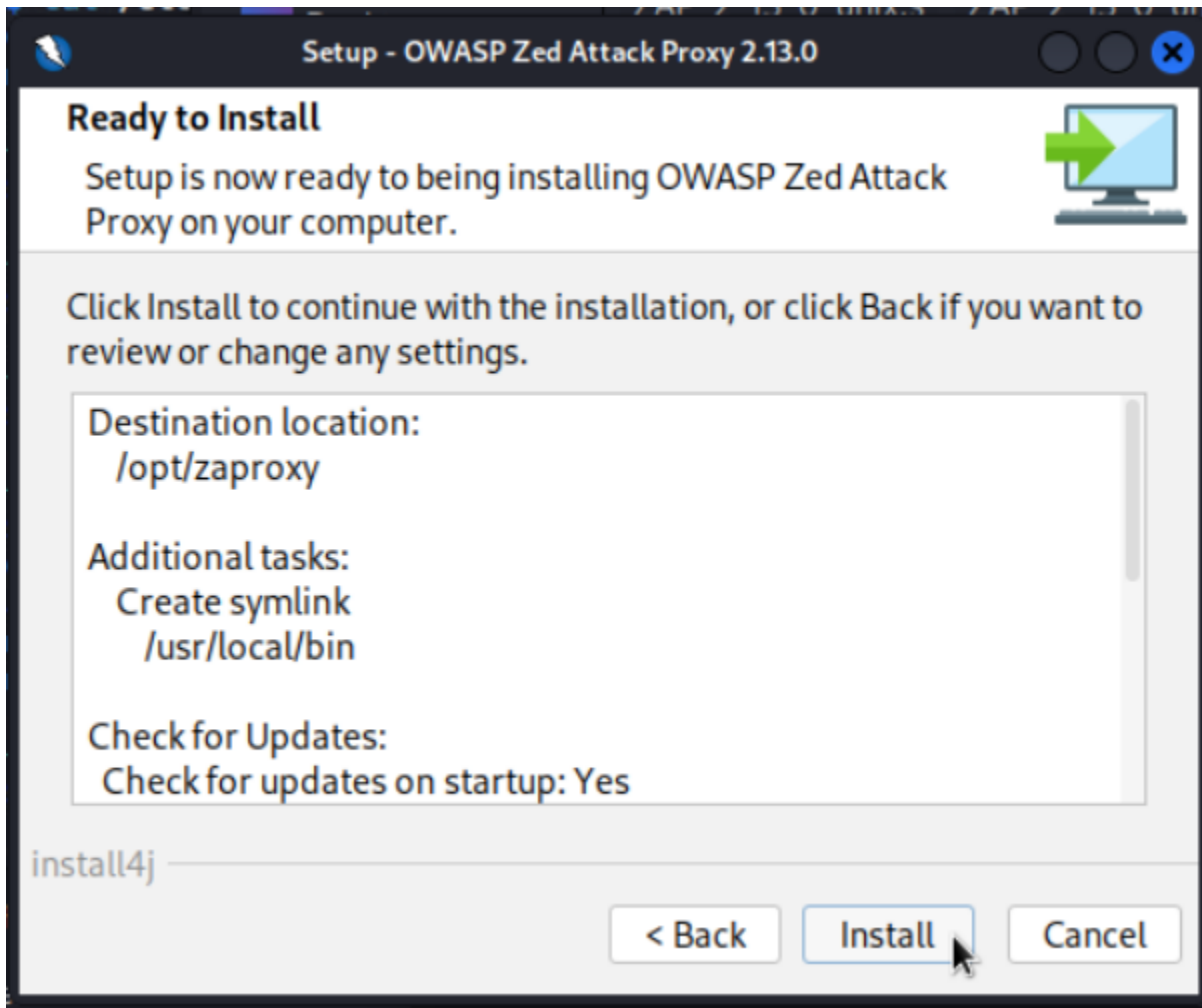 Setup - OWASP Zed Attack Proxy 2.13.0
Ready to Install
Setup is now ready to being installing OWASP Zed Attack
Proxy on your computer.
Click Install to continue with the installation, or click Back if you want to
review or change any settings.
Destination location:
/opt/zaproxy
Additional tasks:
Create symlink
/usr/local/bin
Check for Updates:
Check for updates on startup: Yes
install4j
< Back
Install
Cancel